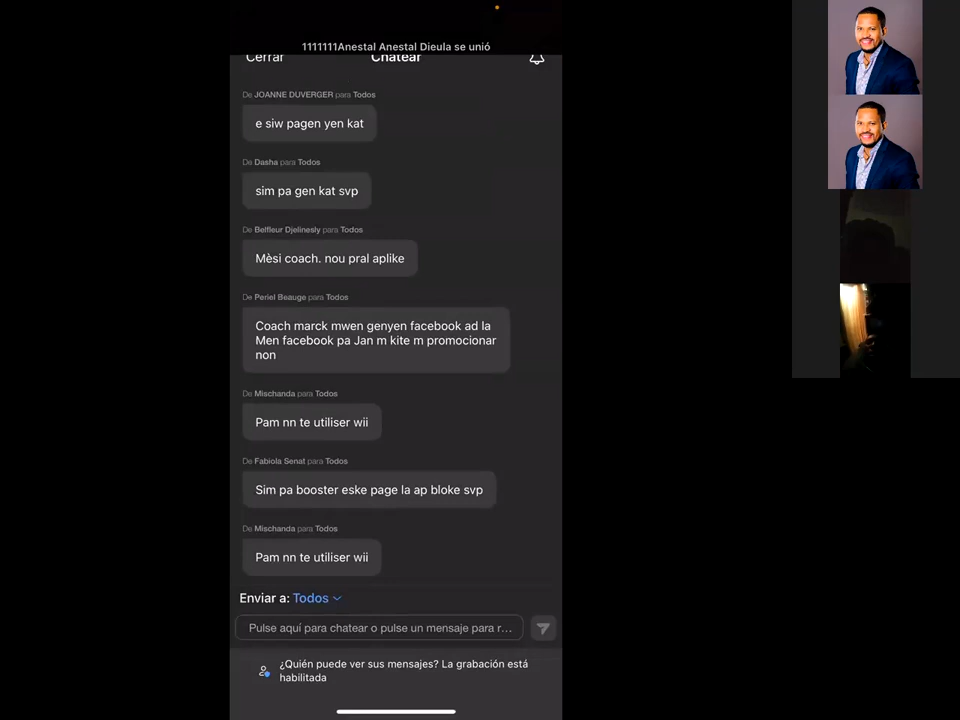 1111111Anestal Anestal Dieula se unió
Cerrar Chatear
De JOANNE DUVERGER para Todos
e siw pagen yen kat
De Dasha para Todos
sim pa gen kat svp
De Belfleur Djelinesly para Todos
Mèsi coach. nou pral aplike
De Periel Beauge para Todos
Coach marck mwen genyen facebook ad la
Men facebook pa Jan m kite m promocionar
non
De Mischanda para Todos
Pam nn te utiliser wii
De Fabiola Senat para Todos
Sim pa booster eske page la ap bloke svp
De Mischanda para Todos
Pam nn te utiliser wii
Enviar a: Todos
Pulse aquí para chatear o pulse un mensaje para r...
¿Quién puede ver sus mensajes? La grabación está
habilitada